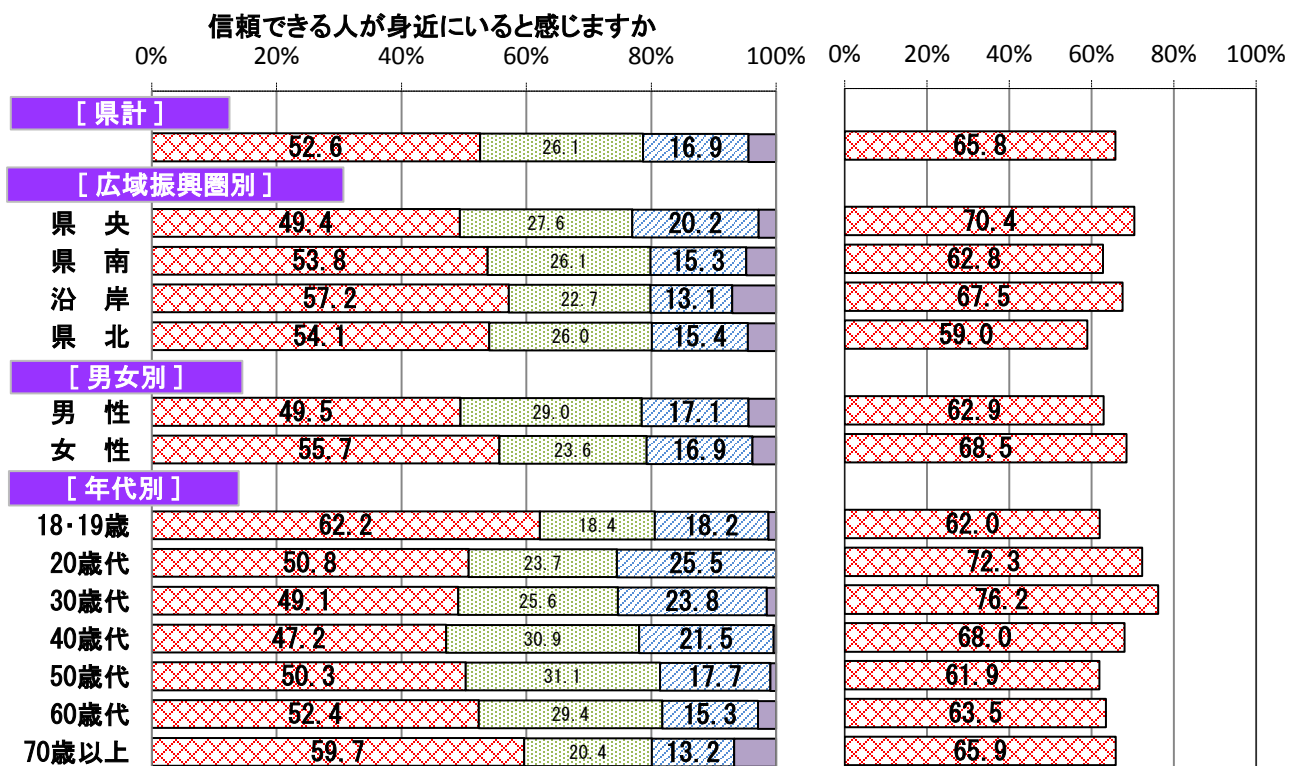 信頼できる人が身近にいると感じますか
0% 20% 40% 60% 80% 100% 0% 20% 40% 60% 80% 100%
[ 県計 ]
52.6 26.1 16.9 65.8
[ 広域振興圏別 ]
県 央 49.4 27.6 20.2 70.4
県 南 53.8 26.1 15.3 62.8
沿 岸 57.2 22.7 13.1 67.5
県 北 54.1 26.0 15.4 59.0
[ 男女別 ]
男 性 49.5 29.0 17.1 62.9
女 性 55.7 23.6 16.9 68.5
[ 年代別 ]
18・19歳 62.2 18.4 18.2 62.0
20歳代 50.8 23.7 25.5 72.3
30歳代 49.1 25.6 23.8 76.2
40歳代 47.2 30.9 21.5 68.0
50歳代 50.3 31.1 17.7 61.9
60歳代 52.4 29.4 15.3 63.5
70歳以上 59.7 20.4 13.2 65.9